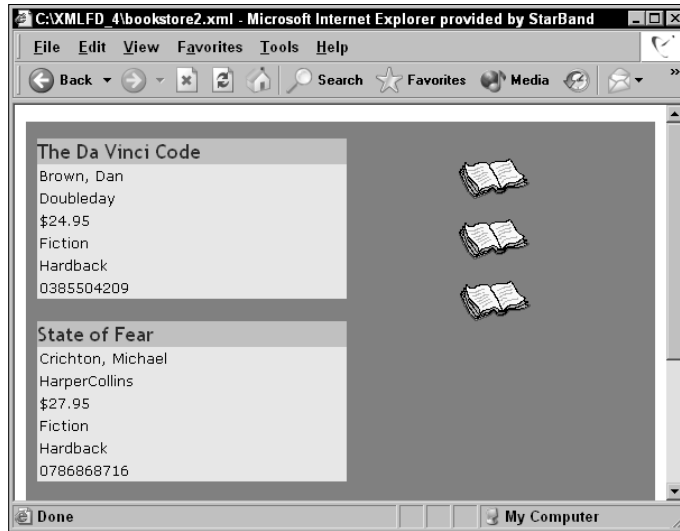 C:\XMLFD_4\bookstore2.xml - Microsoft Internet Explorer provided by StarBand
File Edit View Favorites Tools Help
Back Search Favorites Media »
The Da Vinci Code
Brown, Dan
Doubleday
$24.95
Fiction
Hardback
0385504209
State of Fear
Crichton, Michael
HarperCollins
$27.95
Fiction
Hardback
0786868716
Done My Computer